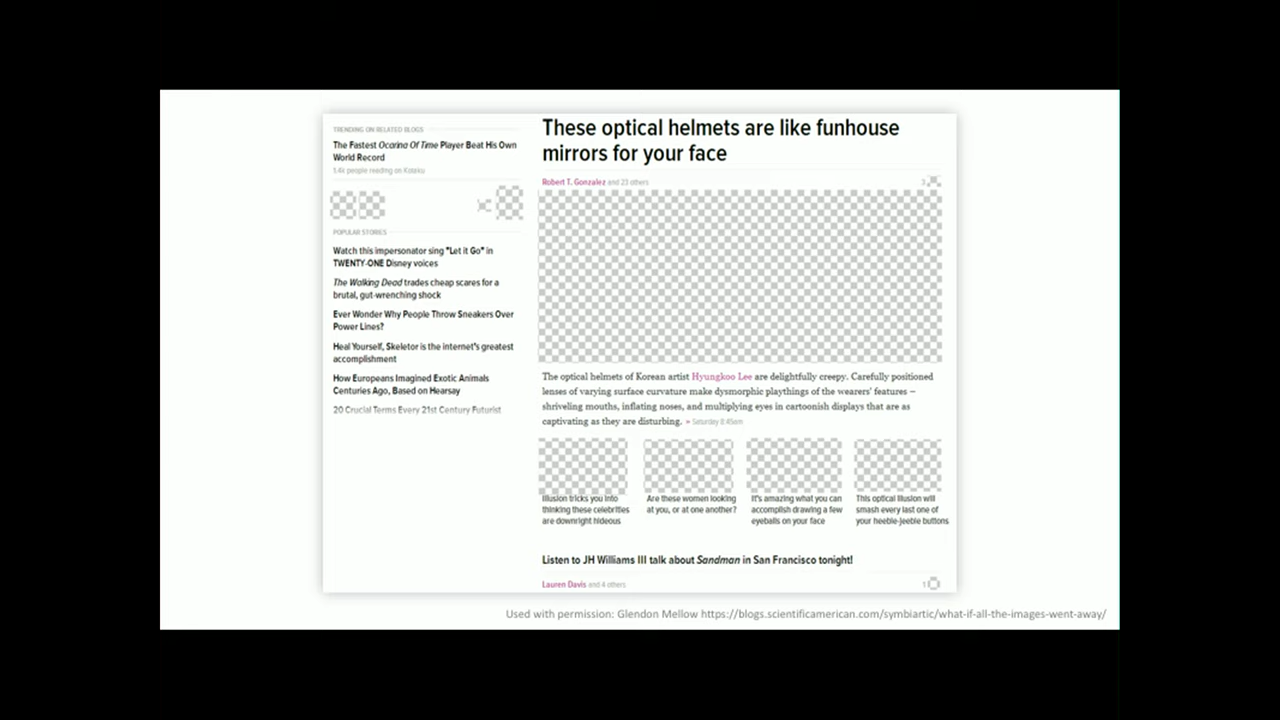 TRENDING ON RELATED BLOGS
The Fastest Ocarina Of Time Player Beat His Own
World Record
1.4k people reading on Kotaku
POPULAR STORIES
Watch this impersonator sing "Let it Go" in
TWENTY-ONE Disney voices
The Walking Dead trades cheap scares for a
brutal, gut-wrenching shock
Ever Wonder Why People Throw Sneakers Over
Power Lines?
Heal Yourself, Skeletor is the internet's greatest
accomplishment
How Europeans Imagined Exotic Animals
Centuries Ago, Based on Hearsay
20 Crucial Terms Every 21st Century Futurist
These optical helmets are like funhouse
mirrors for your face
Robert T. Gonzalez and 23 others
The optical helmets of Korean artist Hyungkoo Lee are delightfully creepy. Carefully positioned
lenses of varying surface curvature make dysmorphic playthings of the wearers' features –
shriveling mouths, inflating noses, and multiplying eyes in cartoonish displays that are as
captivating as they are disturbing. » Saturday 8:45am
Illusion tricks you into
thinking these celebrities
are downright hideous
Are these women looking
at you, or at one another?
It's amazing what you can
accomplish drawing a few
eyeballs on your face
This optical illusion will
smash every last one of
your heebie-jeebie buttons
Listen to JH Williams III talk about Sandman in San Francisco tonight!
Lauren Davis and 4 others
Used with permission: Glendon Mellow https://blogs.scientificamerican.com/symbiartic/what-if-all-the-images-went-away/